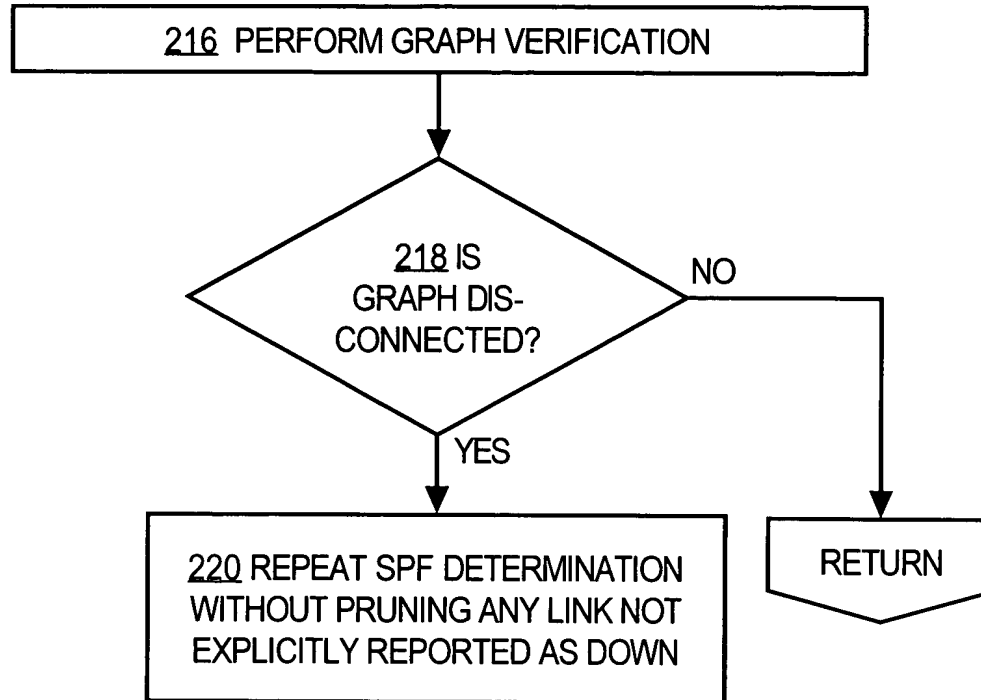 216 PERFORM GRAPH VERIFICATION
218 IS
GRAPH DIS-
CONNECTED?
NO
YES
220 REPEAT SPF DETERMINATION
WITHOUT PRUNING ANY LINK NOT
EXPLICITLY REPORTED AS DOWN
RETURN